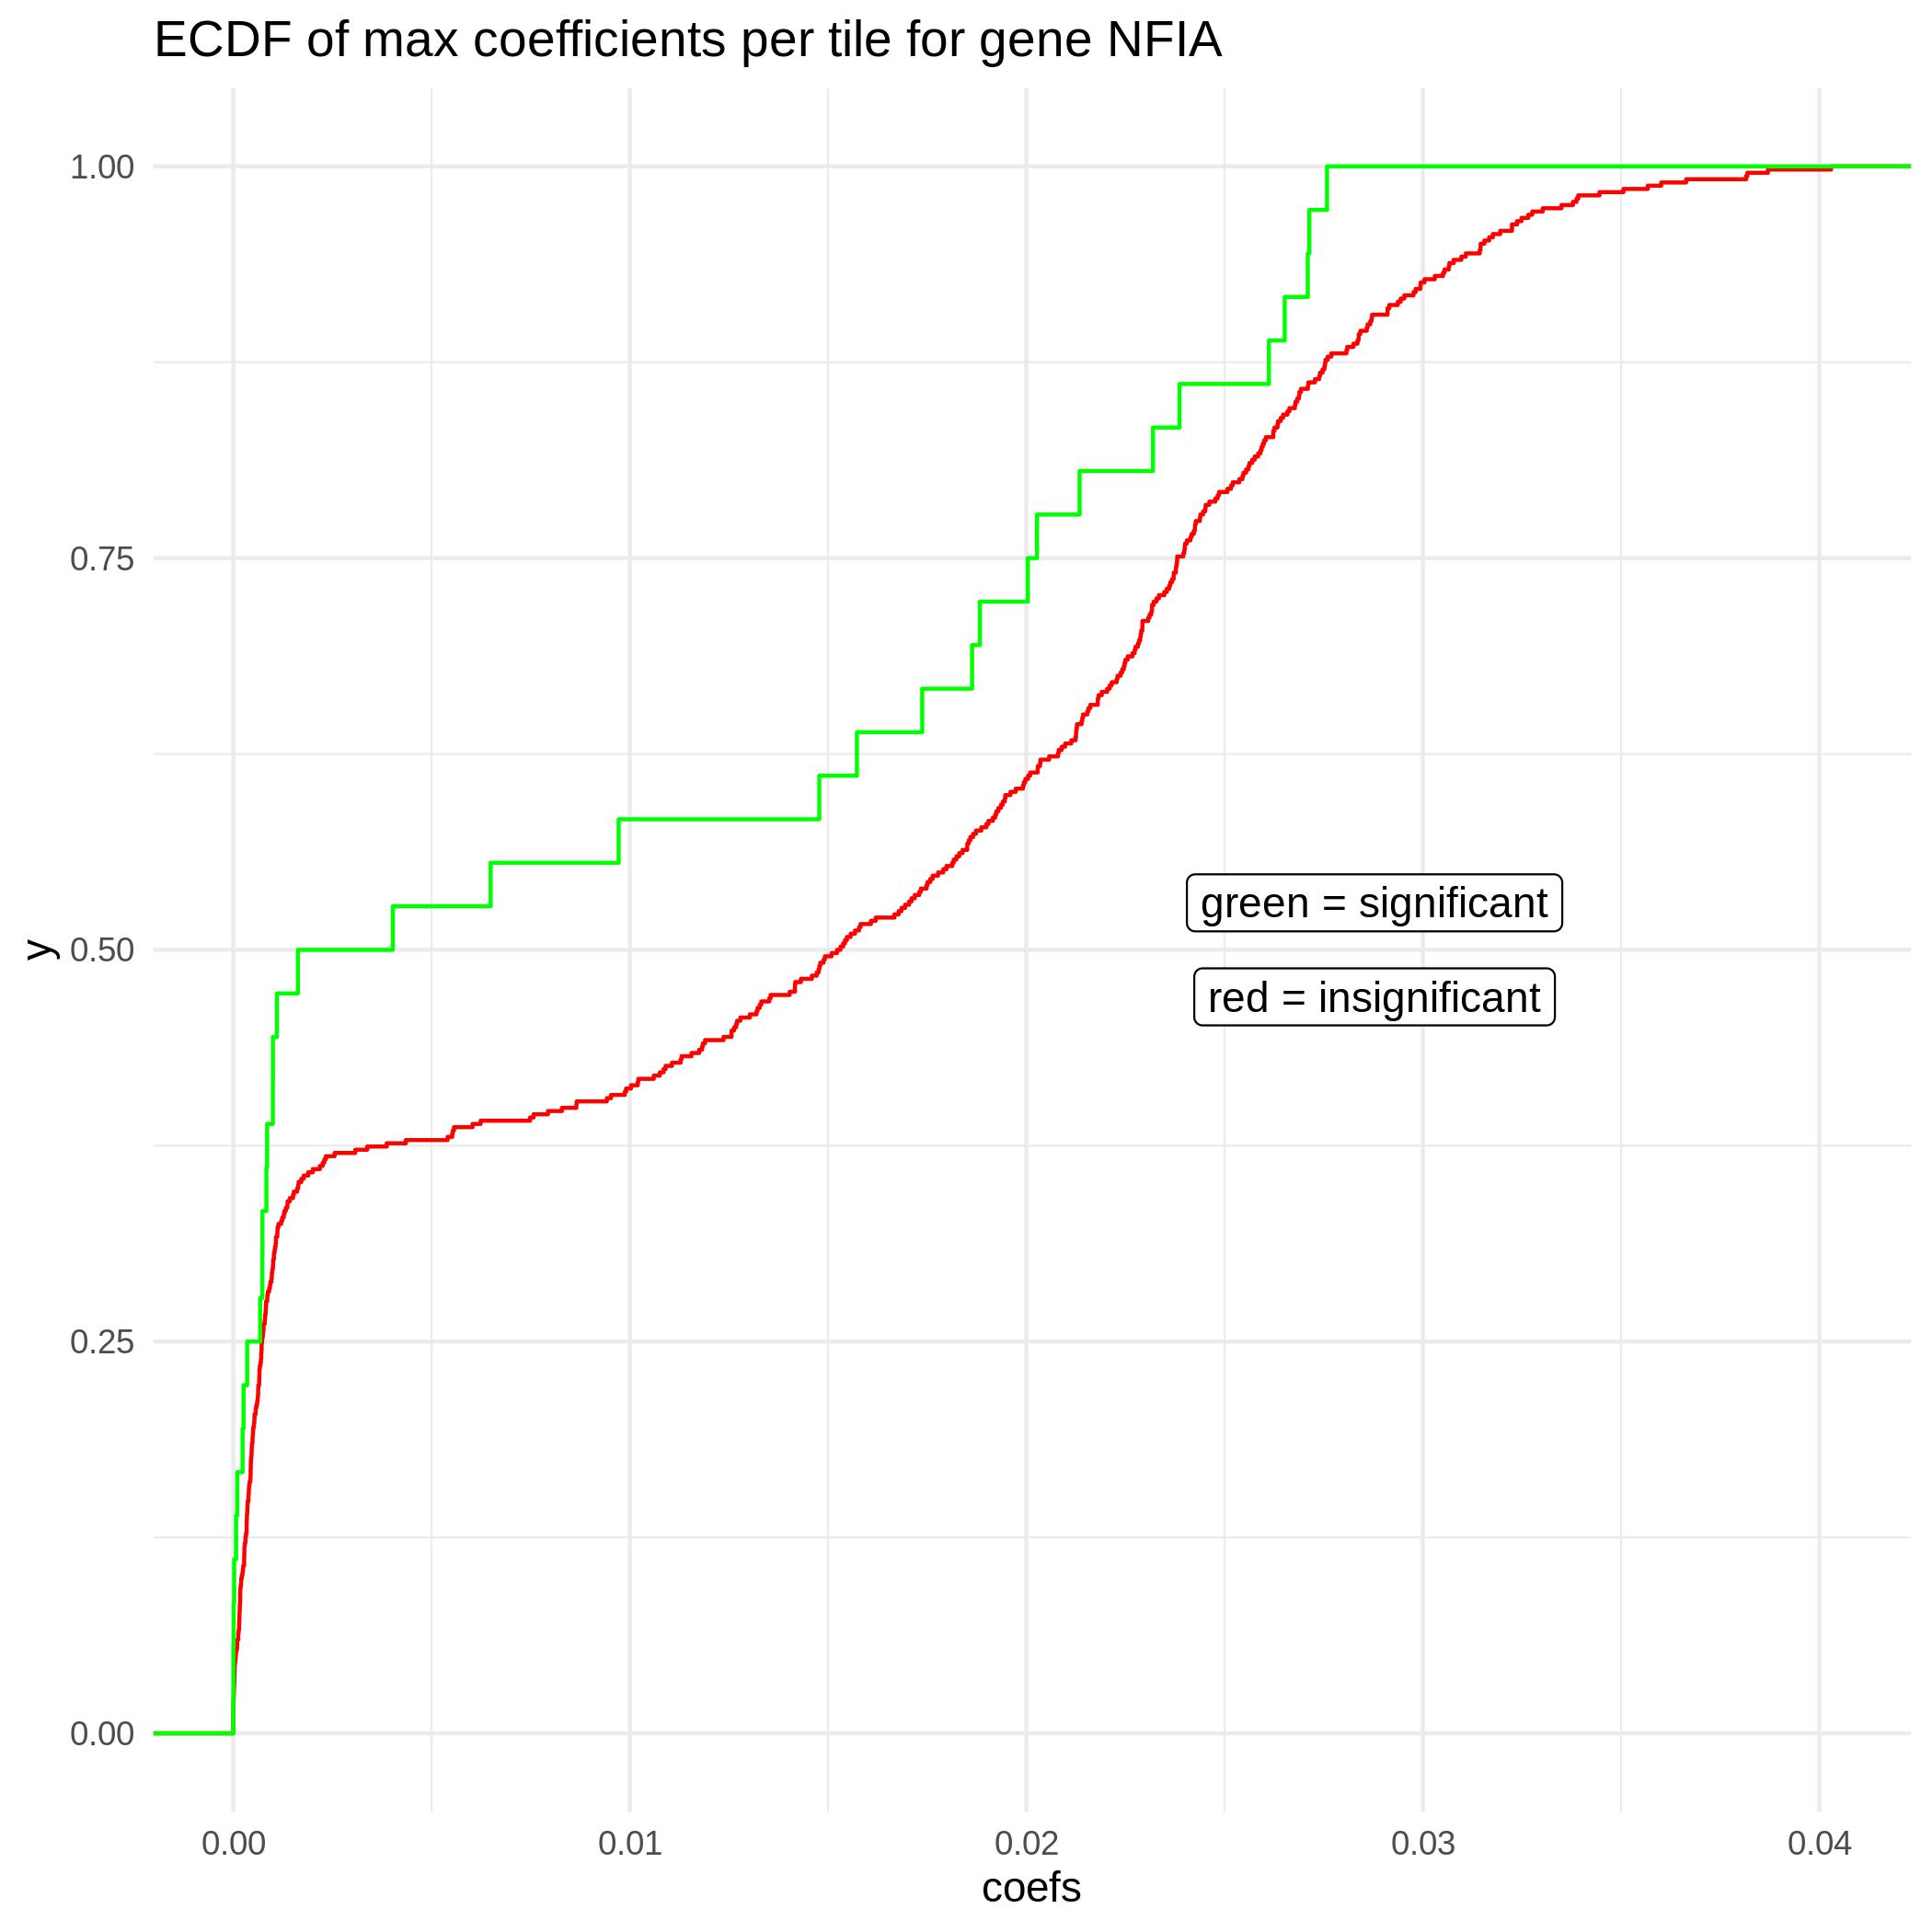 ECDF of max coefficients per tile for gene NFIA
1.00
0.75
0.50
0.25
0.00
y
green = significant
red = insignificant
0.00 0.01 0.02 0.03 0.04
coefs